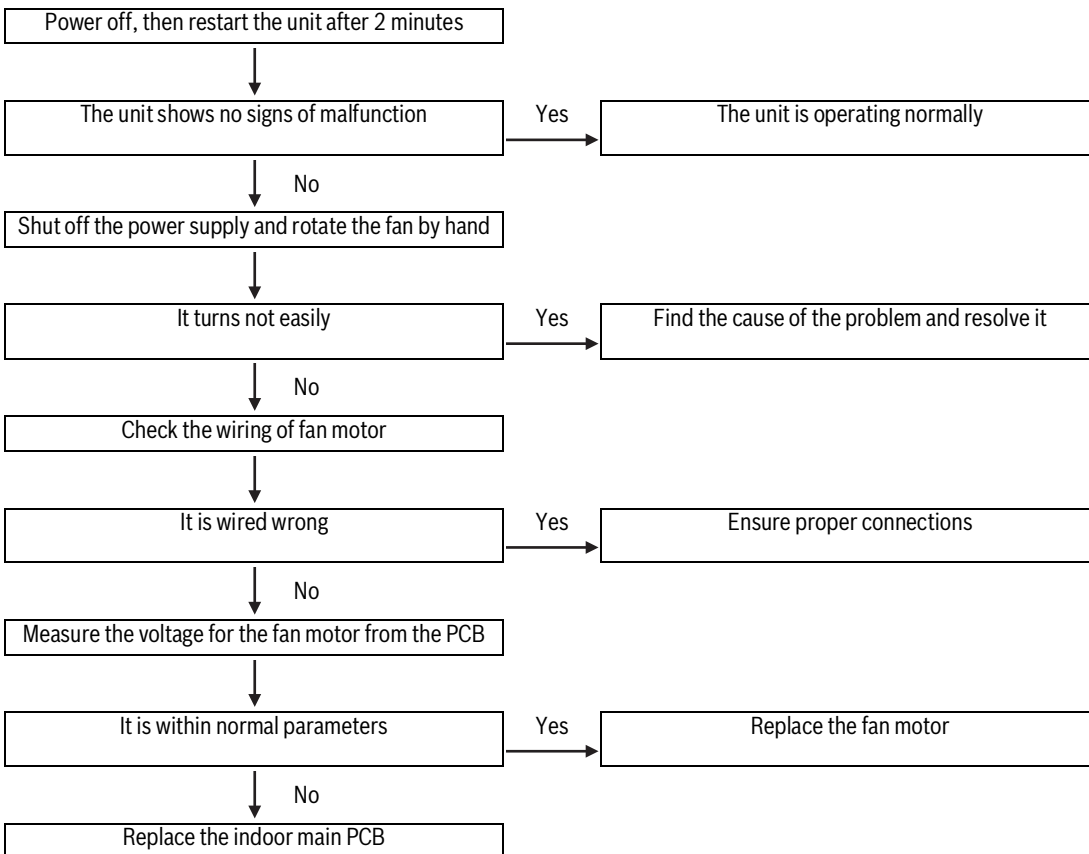 Power off, then restart the unit after 2 minutes
The unit shows no signs of malfunction
Yes
The unit is operating normally
No
Shut off the power supply and rotate the fan by hand
It turns not easily
Yes
Find the cause of the problem and resolve it
No
Check the wiring of fan motor
It is wired wrong
Yes
Ensure proper connections
No
Measure the voltage for the fan motor from the PCB
It is within normal parameters
Yes
Replace the fan motor
No
Replace the indoor main PCB